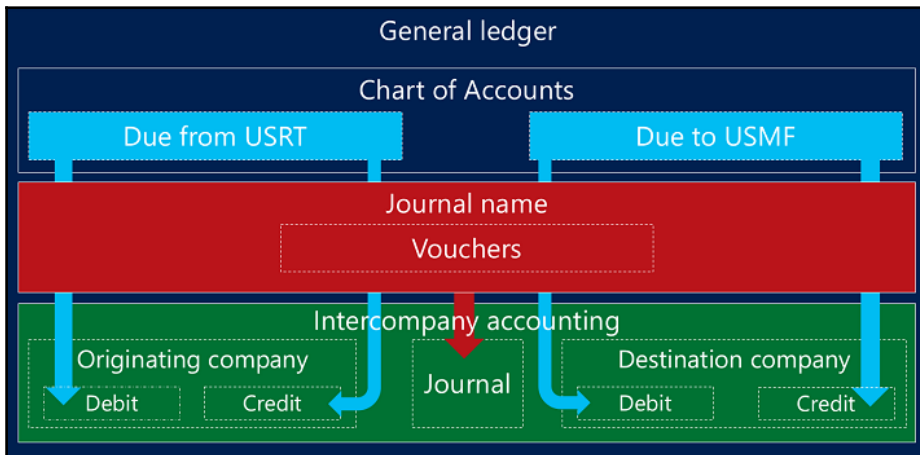 General ledger
Chart of Accounts
Due from USRT
Due to USMF
Journal name
Vouchers
Intercompany accounting
Originating company
Debit
Credit
Journal
Destination company
Debit
Credit